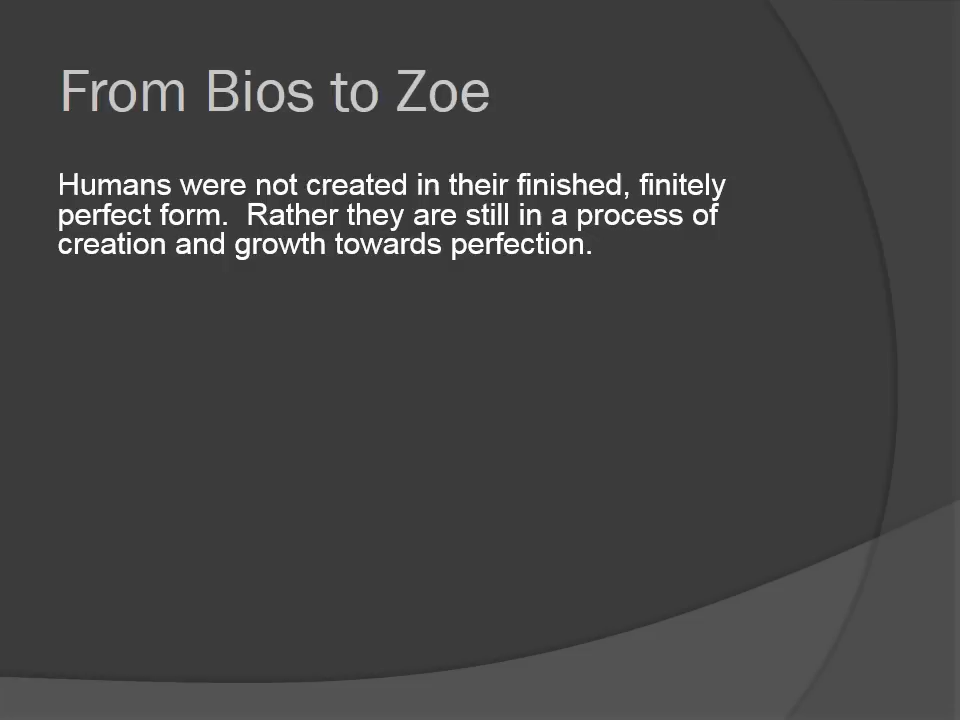 From Bios to Zoe
Humans were not created in their finished, finitely
perfect form.  Rather they are still in a process of
creation and growth towards perfection.